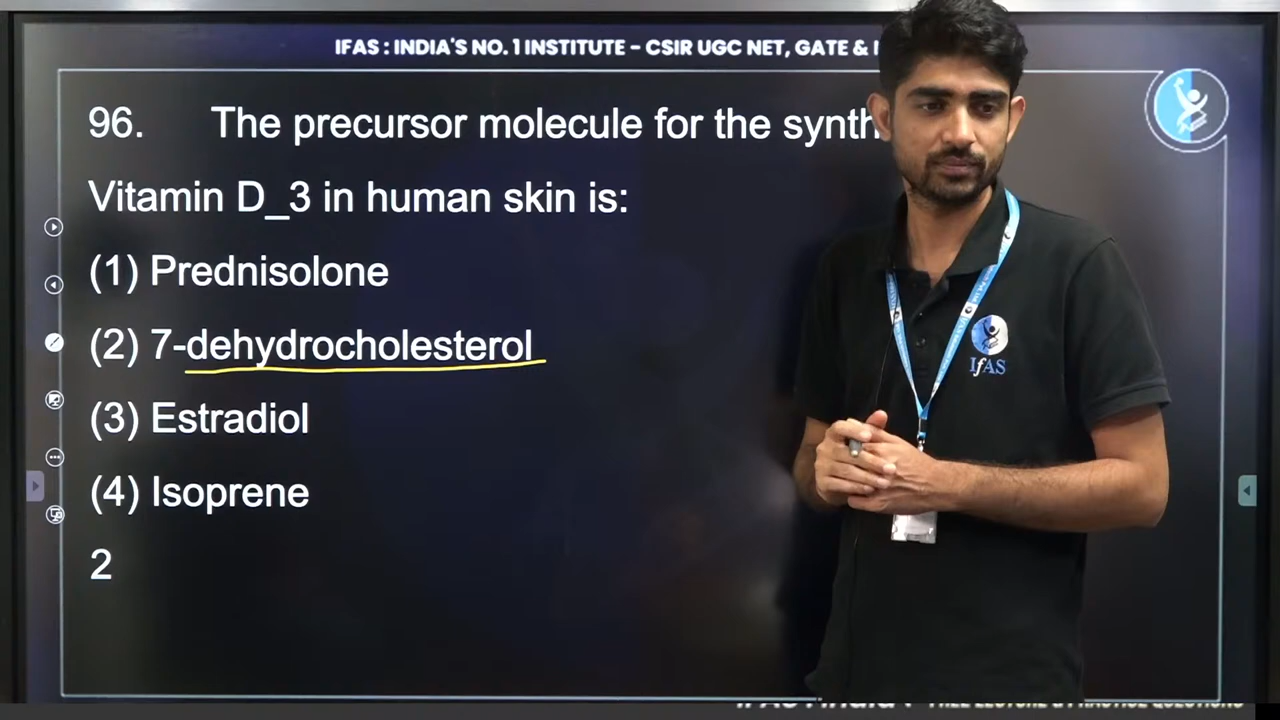 IFAS : INDIA'S NO. 1 INSTITUTE - CSIR UGC NET, GATE &
96. The precursor molecule for the synth
Vitamin D_3 in human skin is:
(1) Prednisolone
(2) 7-dehydrocholesterol
(3) Estradiol
(4) Isoprene
2
IfAS